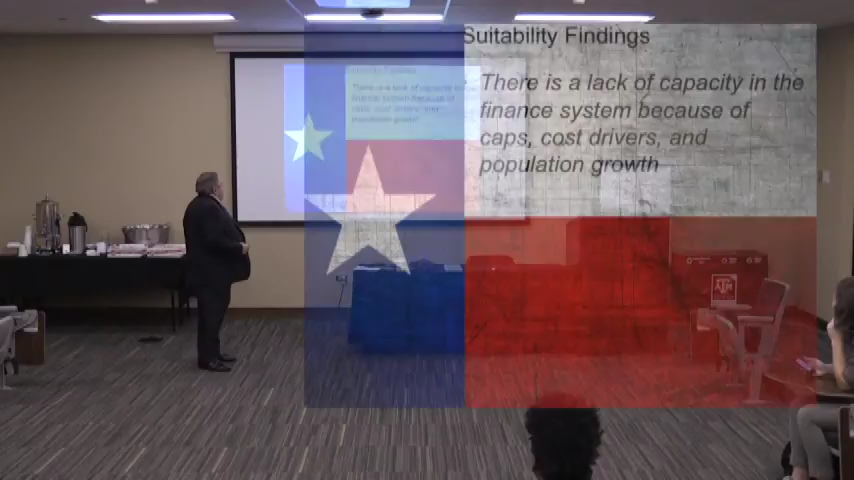 Suitability Findings
There is a lack of capacity in the
finance system because of
caps, cost drivers, and
population growth
ATM